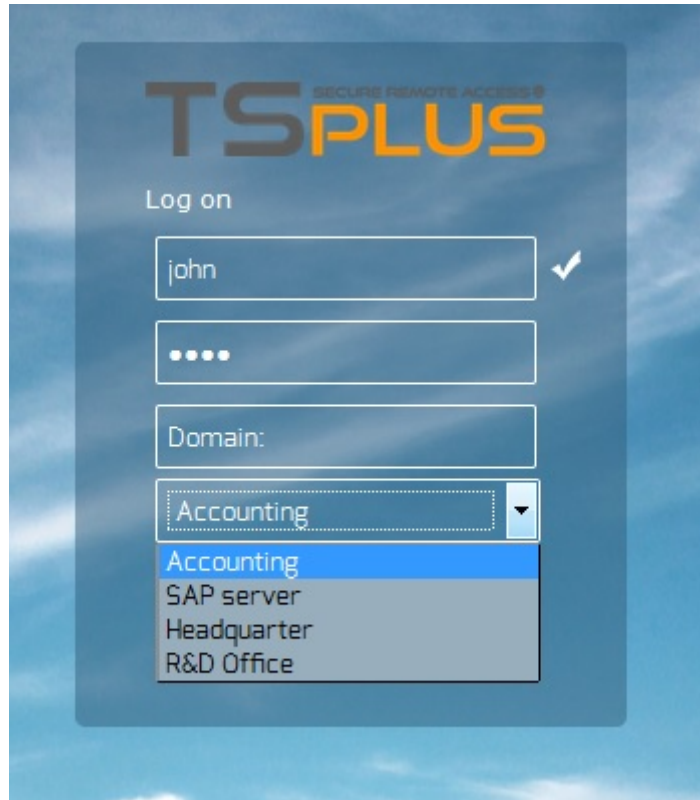 SECURE REMOTE ACCESS
TSPLUS
Log on
john
••••
Domain:
Accounting
Accounting
SAP server
Headquarter
R&D Office